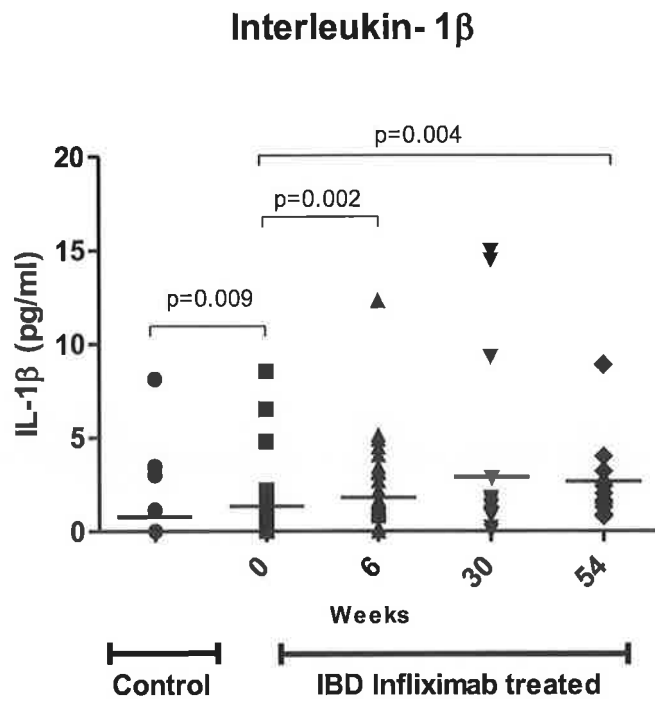 Interleukin- 1β
p=0.004
p=0.002
p=0.009
IL-1β (pg/ml)
20
15
10
5
0
0
6
30
54
Weeks
Control
IBD Infliximab treated